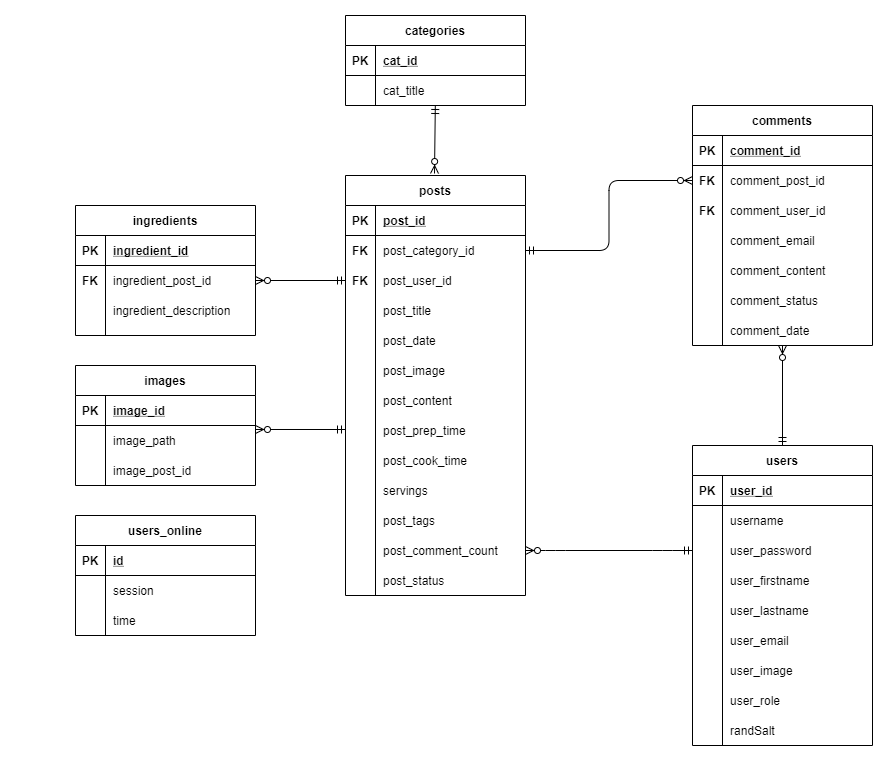 categories
PK cat_id
cat_title
comments
PK comment_id
FK comment_post_id
FK comment_user_id
comment_email
comment_content
comment_status
comment_date
posts
PK post_id
FK post_category_id
FK post_user_id
post_title
post_date
post_image
post_content
post_prep_time
post_cook_time
servings
post_tags
post_comment_count
post_status
ingredients
PK ingredient_id
FK ingredient_post_id
ingredient_description
images
PK image_id
image_path
image_post_id
users_online
PK id
session
time
users
PK user_id
username
user_password
user_firstname
user_lastname
user_email
user_image
user_role
randSalt